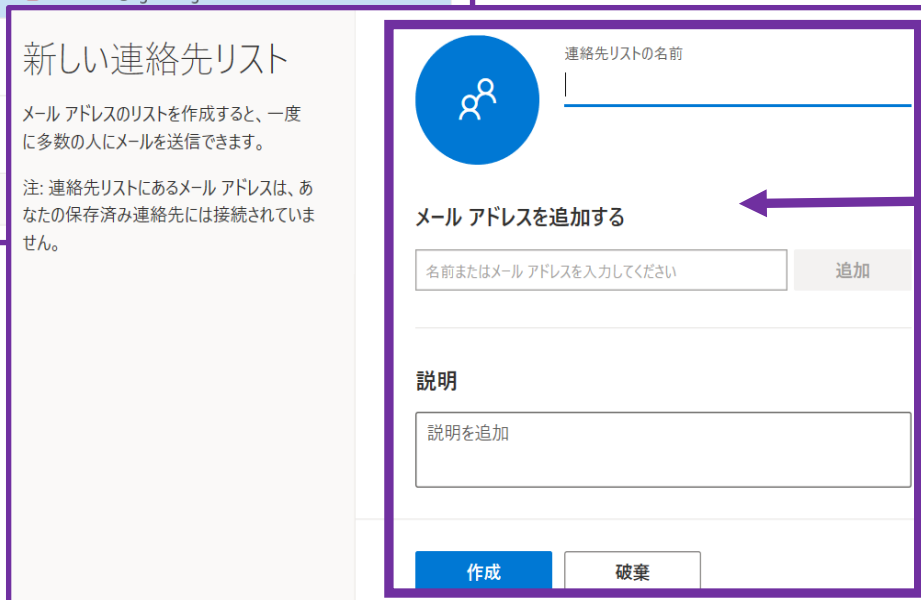 新しい連絡先リスト
メール アドレスのリストを作成すると、一度
に多数の人にメールを送信できます。
注: 連絡先リストにあるメール アドレスは、あ
なたの保存済み連絡先には接続されていま
せん。
連絡先リストの名前
メール アドレスを追加する
名前またはメール アドレスを入力してください
追加
説明
説明を追加
作成
破棄